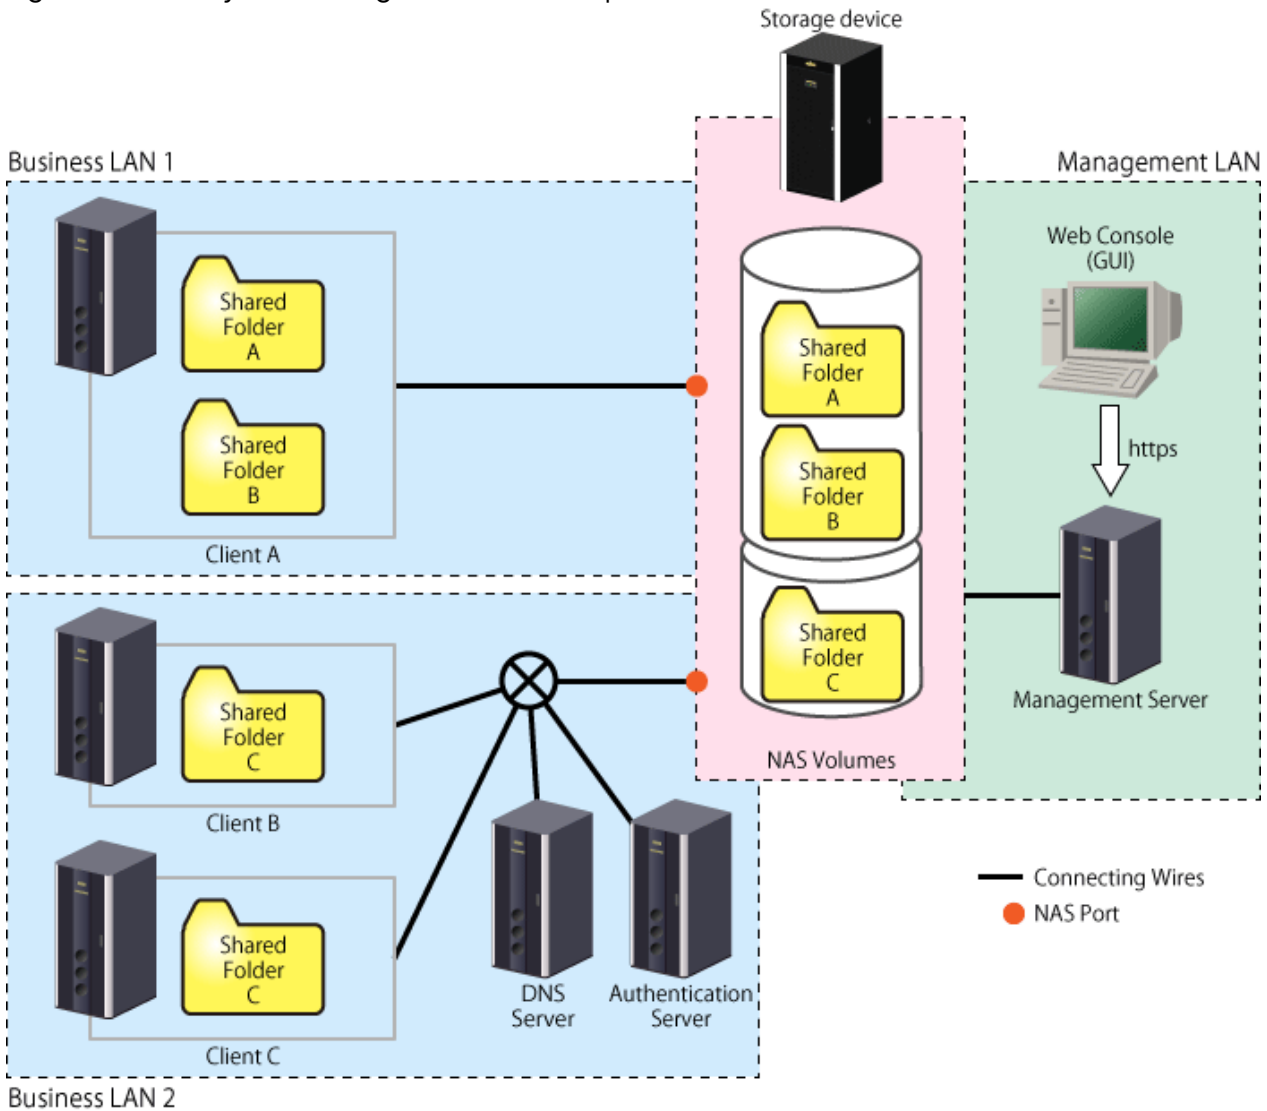 Storage device
Business LAN 1
Management LAN
Web Console
(GUI)
Shared
Folder
A
Shared
Folder
B
Client A
Shared
Folder
A
Shared
Folder
B
Shared
Folder
C
NAS Volumes
https
Management Server
Shared
Folder
C
Client B
Shared
Folder
C
Client C
DNS
Server
Authentication
Server
Connecting Wires
NAS Port
Business LAN 2